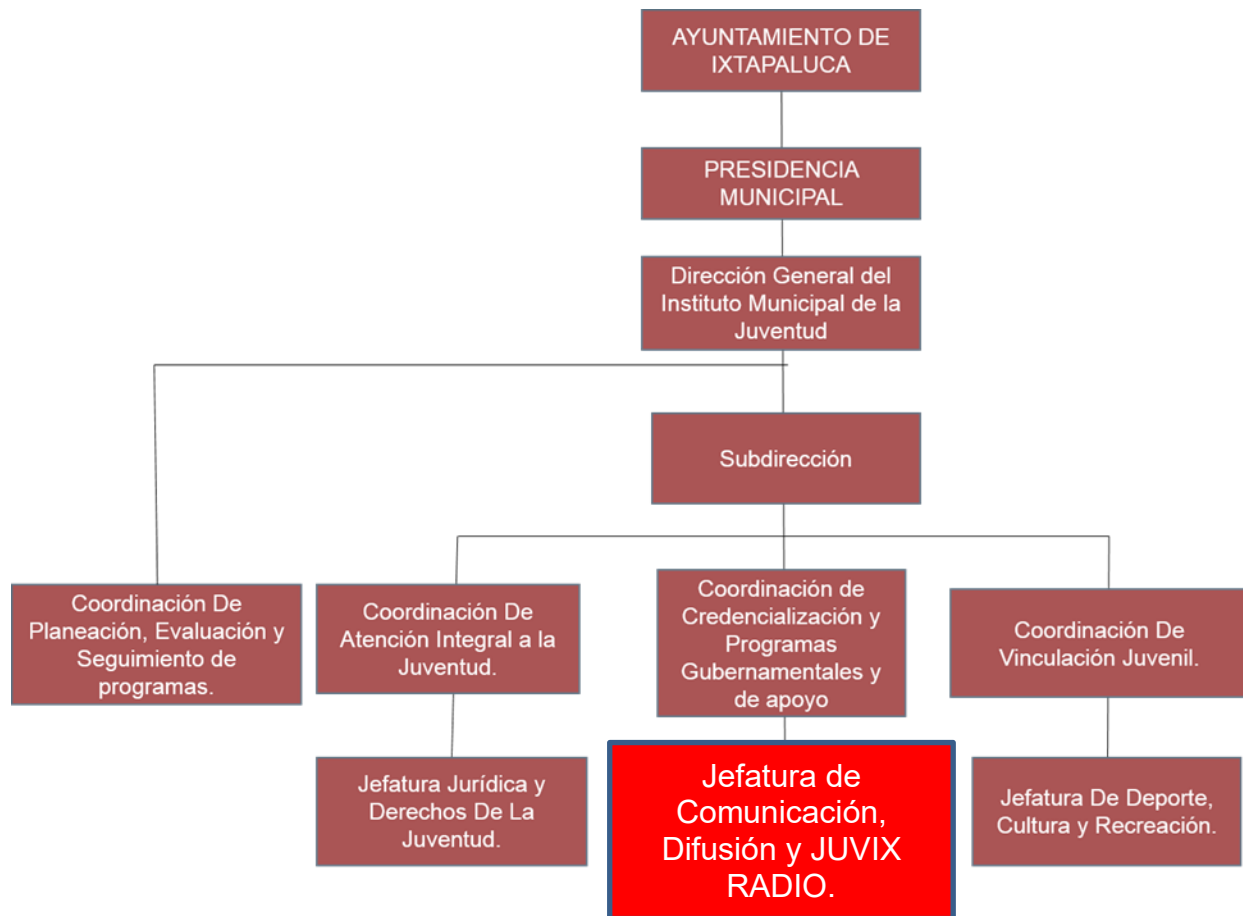 AYUNTAMIENTO DE
IXTAPALUCA
PRESIDENCIA
MUNICIPAL
Dirección General del
Instituto Municipal de la
Juventud
Subdirección
Coordinación De
Planeación, Evaluación y
Seguimiento de
programas.
Coordinación De
Atención Integral a la
Juventud.
Coordinación de
Credencialización y
Programas
Gubernamentales y
de apoyo
Coordinación De
Vinculación Juvenil.
Jefatura Jurídica y
Derechos De La
Juventud.
Jefatura de
Comunicación,
Difusión y JUVIX
RADIO.
Jefatura De Deporte,
Cultura y Recreación.